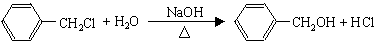 CH₂Cl + H₂O NaOH △ CH₂OH + HCl